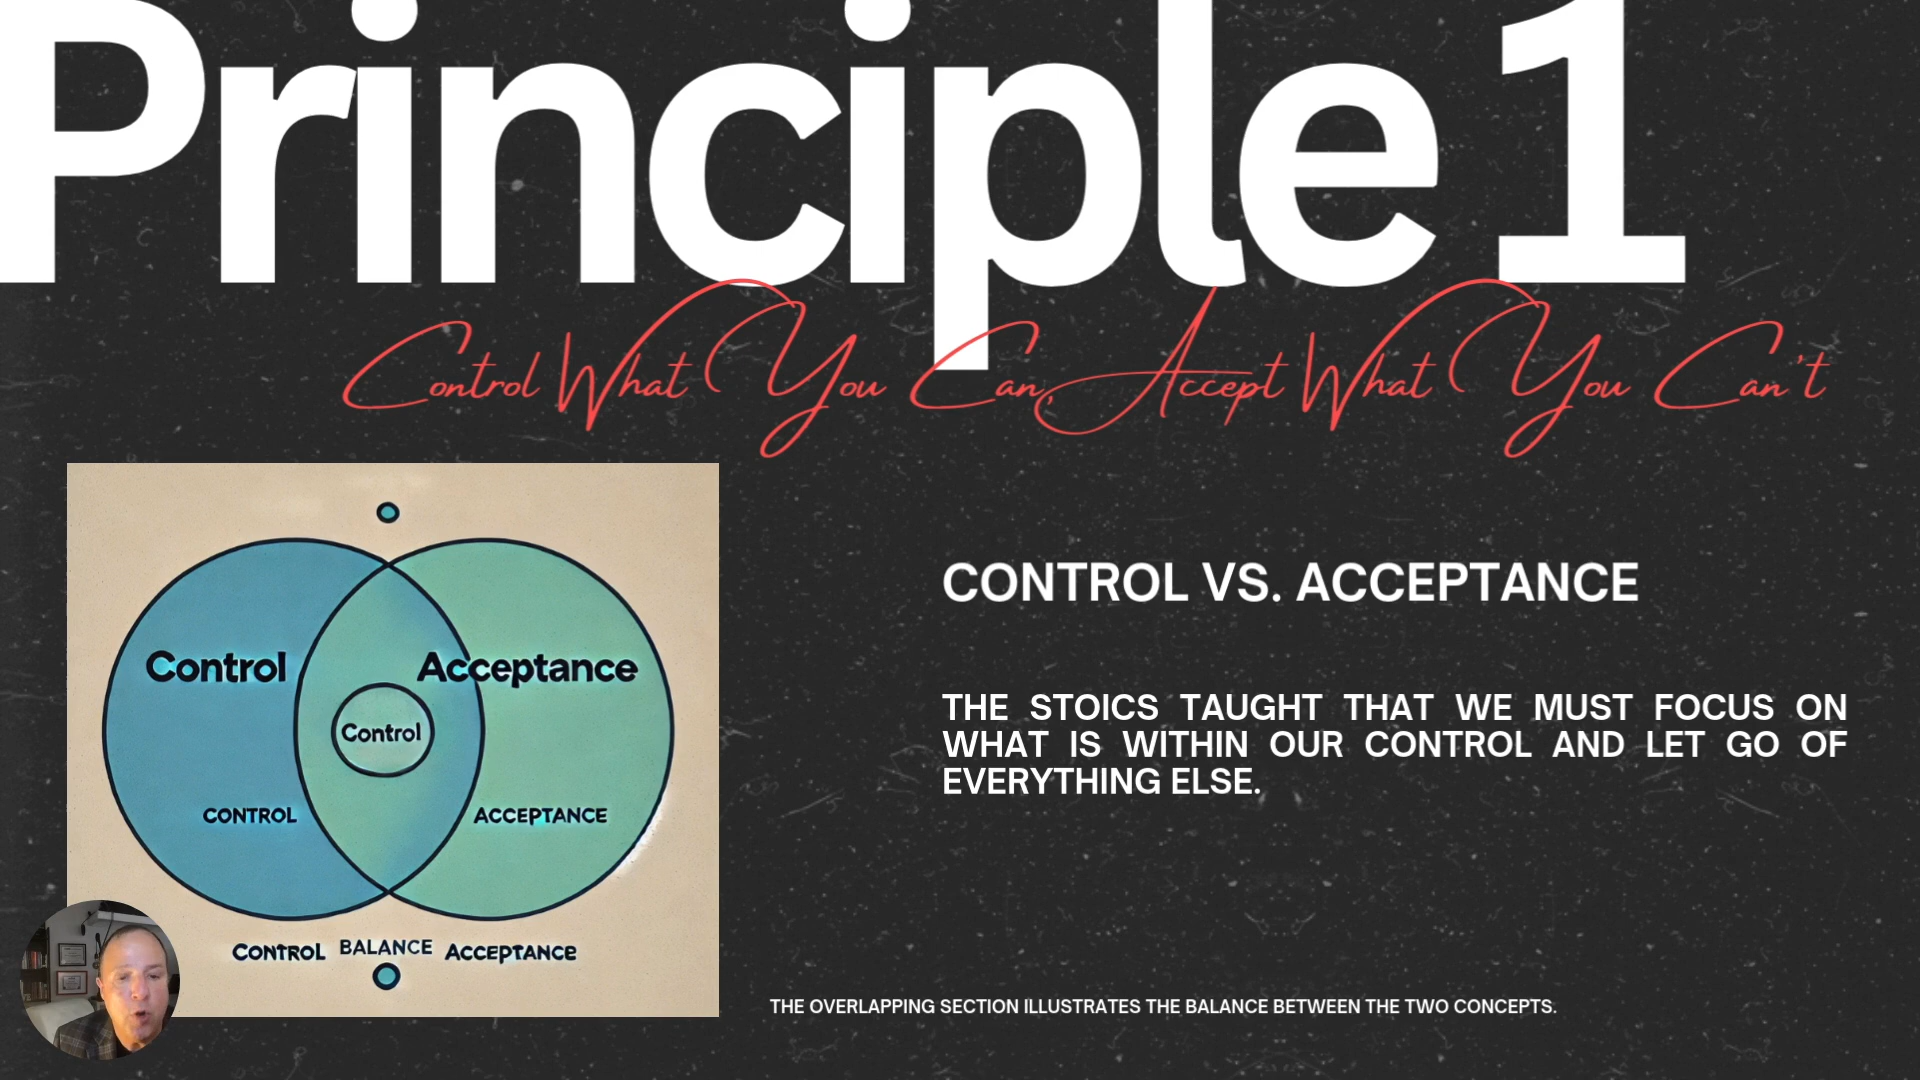 Principle 1
Control What You Can, Accept What You Can't
Control
Acceptance
Control
CONTROL
ACCEPTANCE
CONTROL BALANCE ACCEPTANCE
CONTROL VS. ACCEPTANCE
THE STOICS TAUGHT THAT WE MUST FOCUS ON
WHAT IS WITHIN OUR CONTROL AND LET GO OF
EVERYTHING ELSE.
THE OVERLAPPING SECTION ILLUSTRATES THE BALANCE BETWEEN THE TWO CONCEPTS.